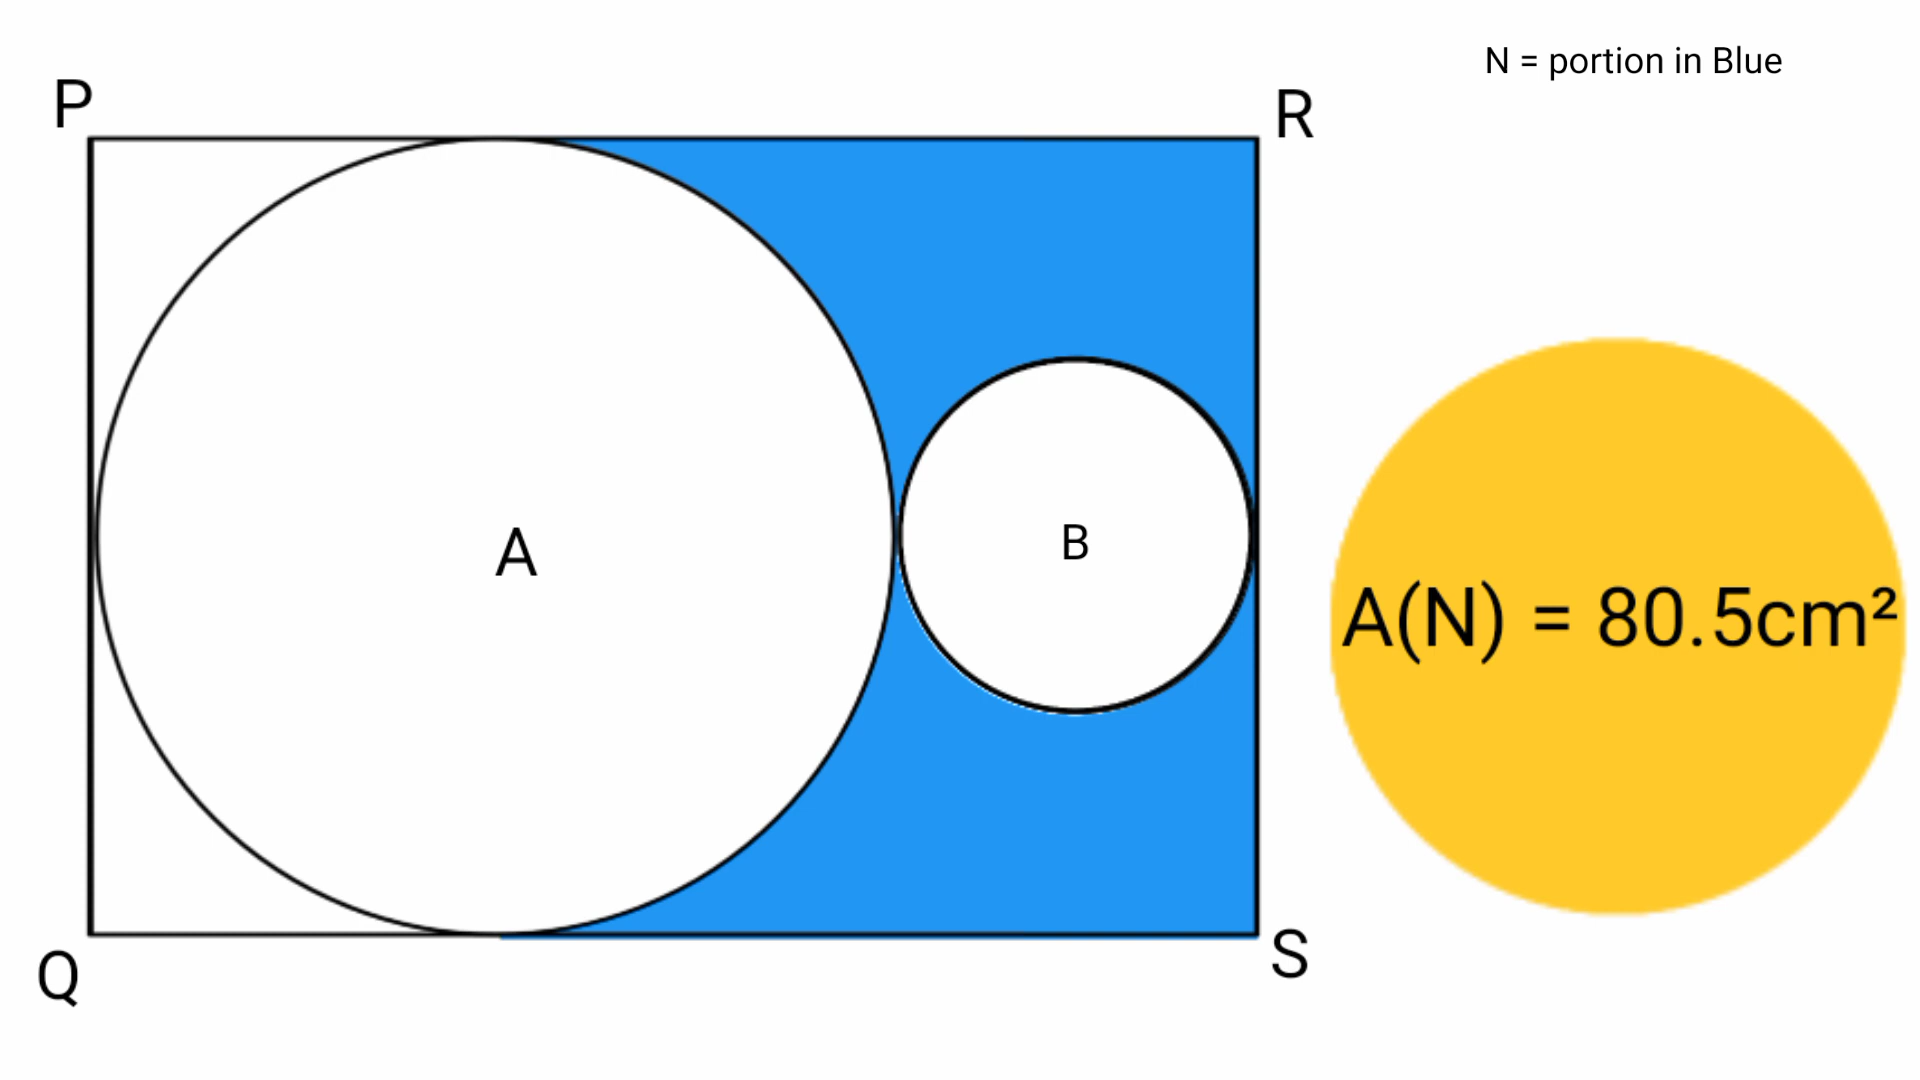 N = portion in Blue
P
R
A
B
A(N) = 80.5cm²
Q
S